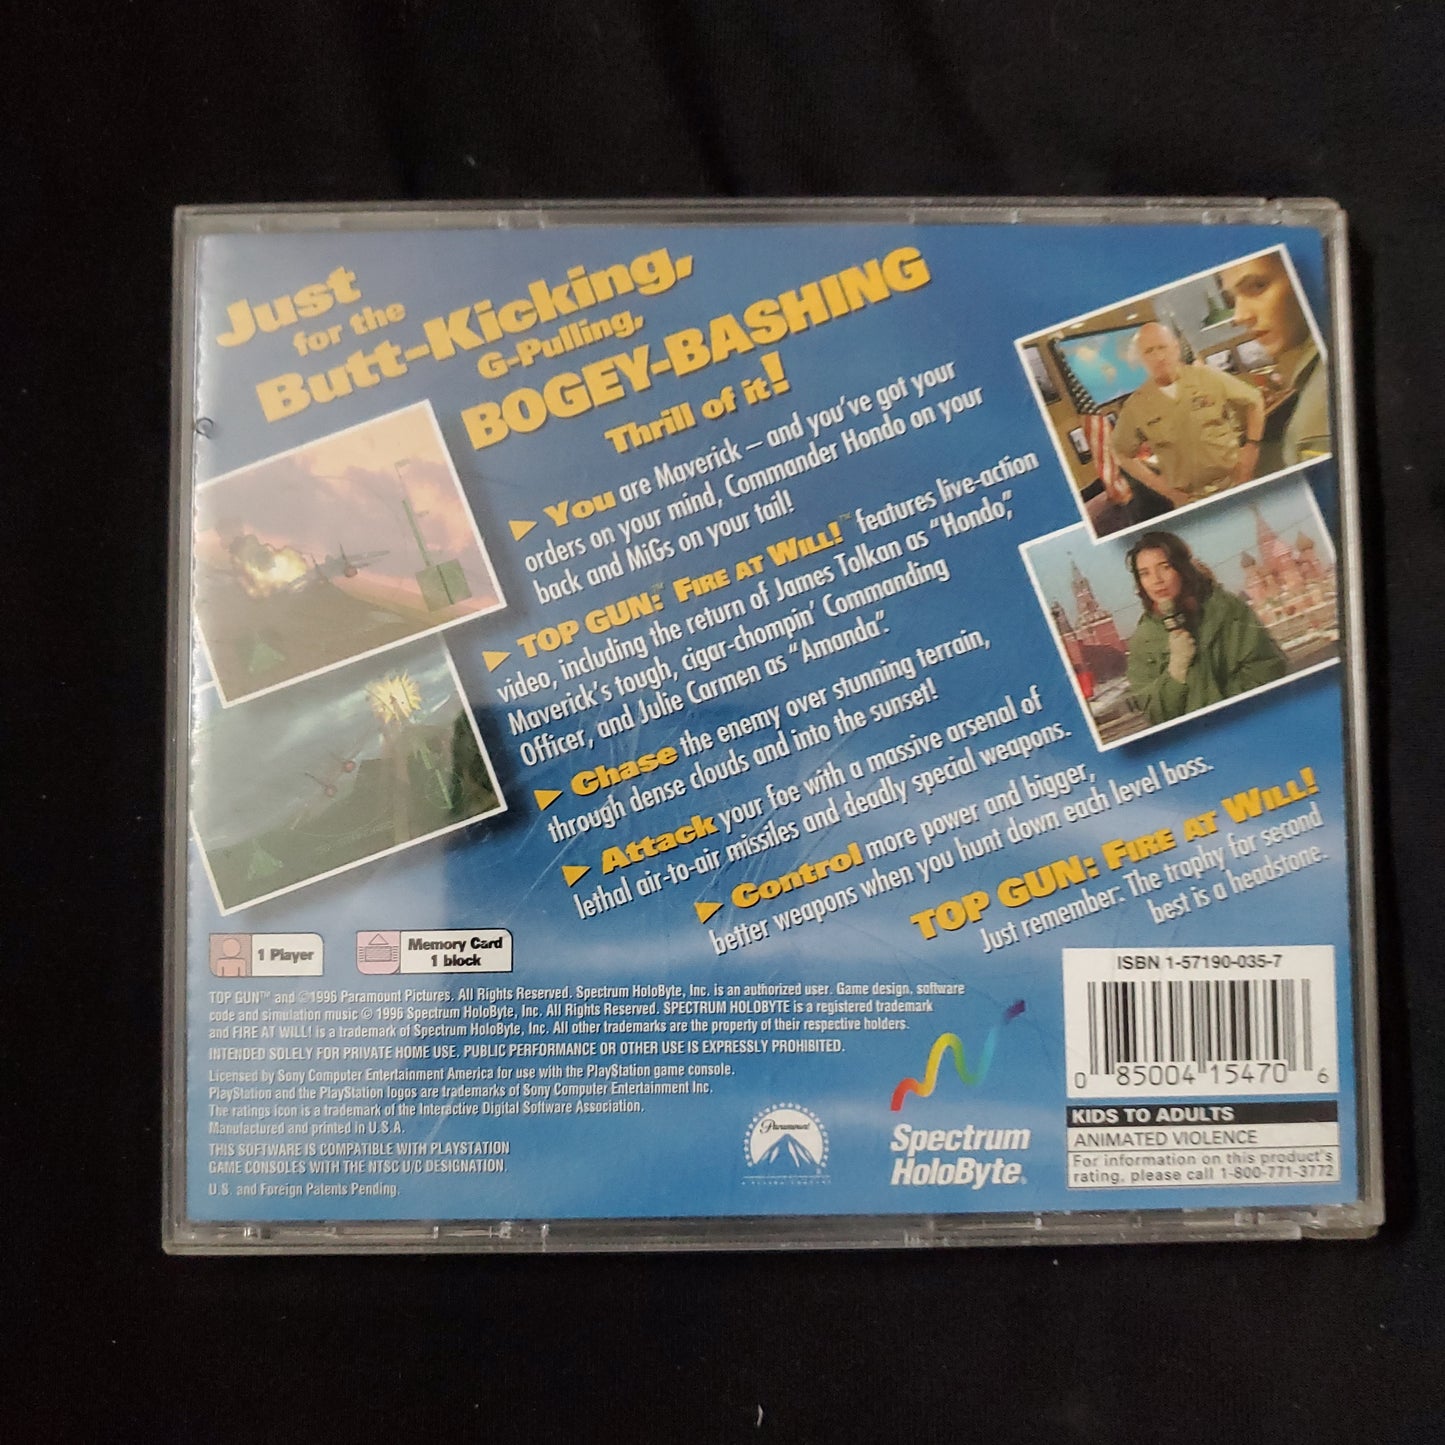 Just
for the
Butt-Kicking,
G-Pulling,
BOGEY-BASHING
Thrill of it!
You are Maverick – and you've got your
orders on your mind, Commander Hondo on your
back and MiGs on your tail!
TOP GUN:™ FIRE AT WILL!™ features live-action
video, including the return of James Tolkan as "Hondo",
Maverick's tough, cigar-chompin' Commanding
Officer, and Julie Carmen as "Amanda".
Chase the enemy over stunning terrain,
through dense clouds and into the sunset!
Attack your foe with a massive arsenal of
lethal air-to-air missiles and deadly special weapons.
Control more power and bigger,
better weapons when you hunt down each level boss.
TOP GUN: FIRE AT WILL!
Just remember: The trophy for second
best is a headstone.
1 Player
Memory Card
1 block
TOP GUN™ and ©1996 Paramount Pictures. All Rights Reserved. Spectrum HoloByte, Inc. is an authorized user. Game design, software
code and simulation music © 1996 Spectrum HoloByte, Inc. All Rights Reserved. SPECTRUM HOLOBYTE is a registered trademark
and FIRE AT WILL! is a trademark of Spectrum HoloByte, Inc. All other trademarks are the property of their respective holders.
INTENDED SOLELY FOR PRIVATE HOME USE. PUBLIC PERFORMANCE OR OTHER USE IS EXPRESSLY PROHIBITED.
Licensed by Sony Computer Entertainment America for use with the PlayStation game console.
PlayStation and the PlayStation logos are trademarks of Sony Computer Entertainment Inc.
The ratings icon is a trademark of the Interactive Digital Software Association.
Manufactured and printed in U.S.A.
THIS SOFTWARE IS COMPATIBLE WITH PLAYSTATION
GAME CONSOLES WITH THE NTSC U/C DESIGNATION.
U.S. and Foreign Patents Pending.
Paramount
Spectrum
HoloByte®
ISBN 1-57190-035-7
0 85004 15470 6
KIDS TO ADULTS
ANIMATED VIOLENCE
For information on this product's
rating, please call 1-800-771-3772